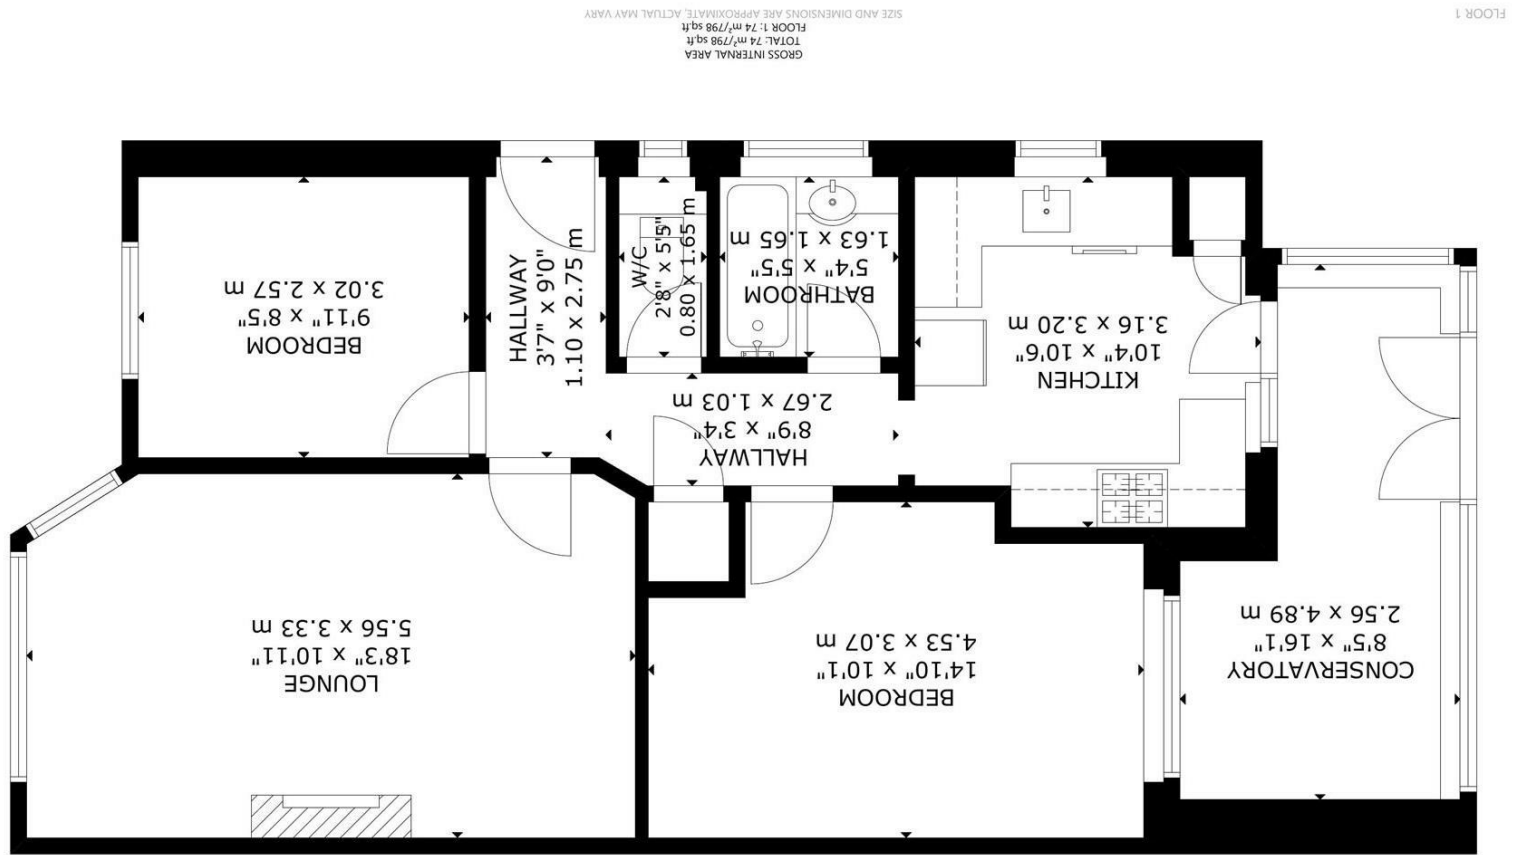 CONSERVATORY
8'5" x 16'1"
2.56 x 4.89 m
BEDROOM
14'10" x 10'1"
4.53 x 3.07 m
LOUNGE
18'3" x 10'11"
5.56 x 3.33 m
KITCHEN
10'4" x 10'6"
3.16 x 3.20 m
HALLWAY
8'9" x 3'4"
2.67 x 1.03 m
BATHROOM
5'4" x 5'5"
1.63 x 1.65 m
W/C
2'8" x 5'5"
0.80 x 1.65 m
HALLWAY
3'7" x 9'0"
1.10 x 2.75 m
BEDROOM
9'11" x 8'5"
3.02 x 2.57 m
GROSS INTERNAL AREA
TOTAL: 74 m²/798 sq.ft
FLOOR 1: 74 m²/798 sq.ft
SIZE AND DIMENSIONS ARE APPROXIMATE, ACTUAL MAY VARY
FLOOR 1